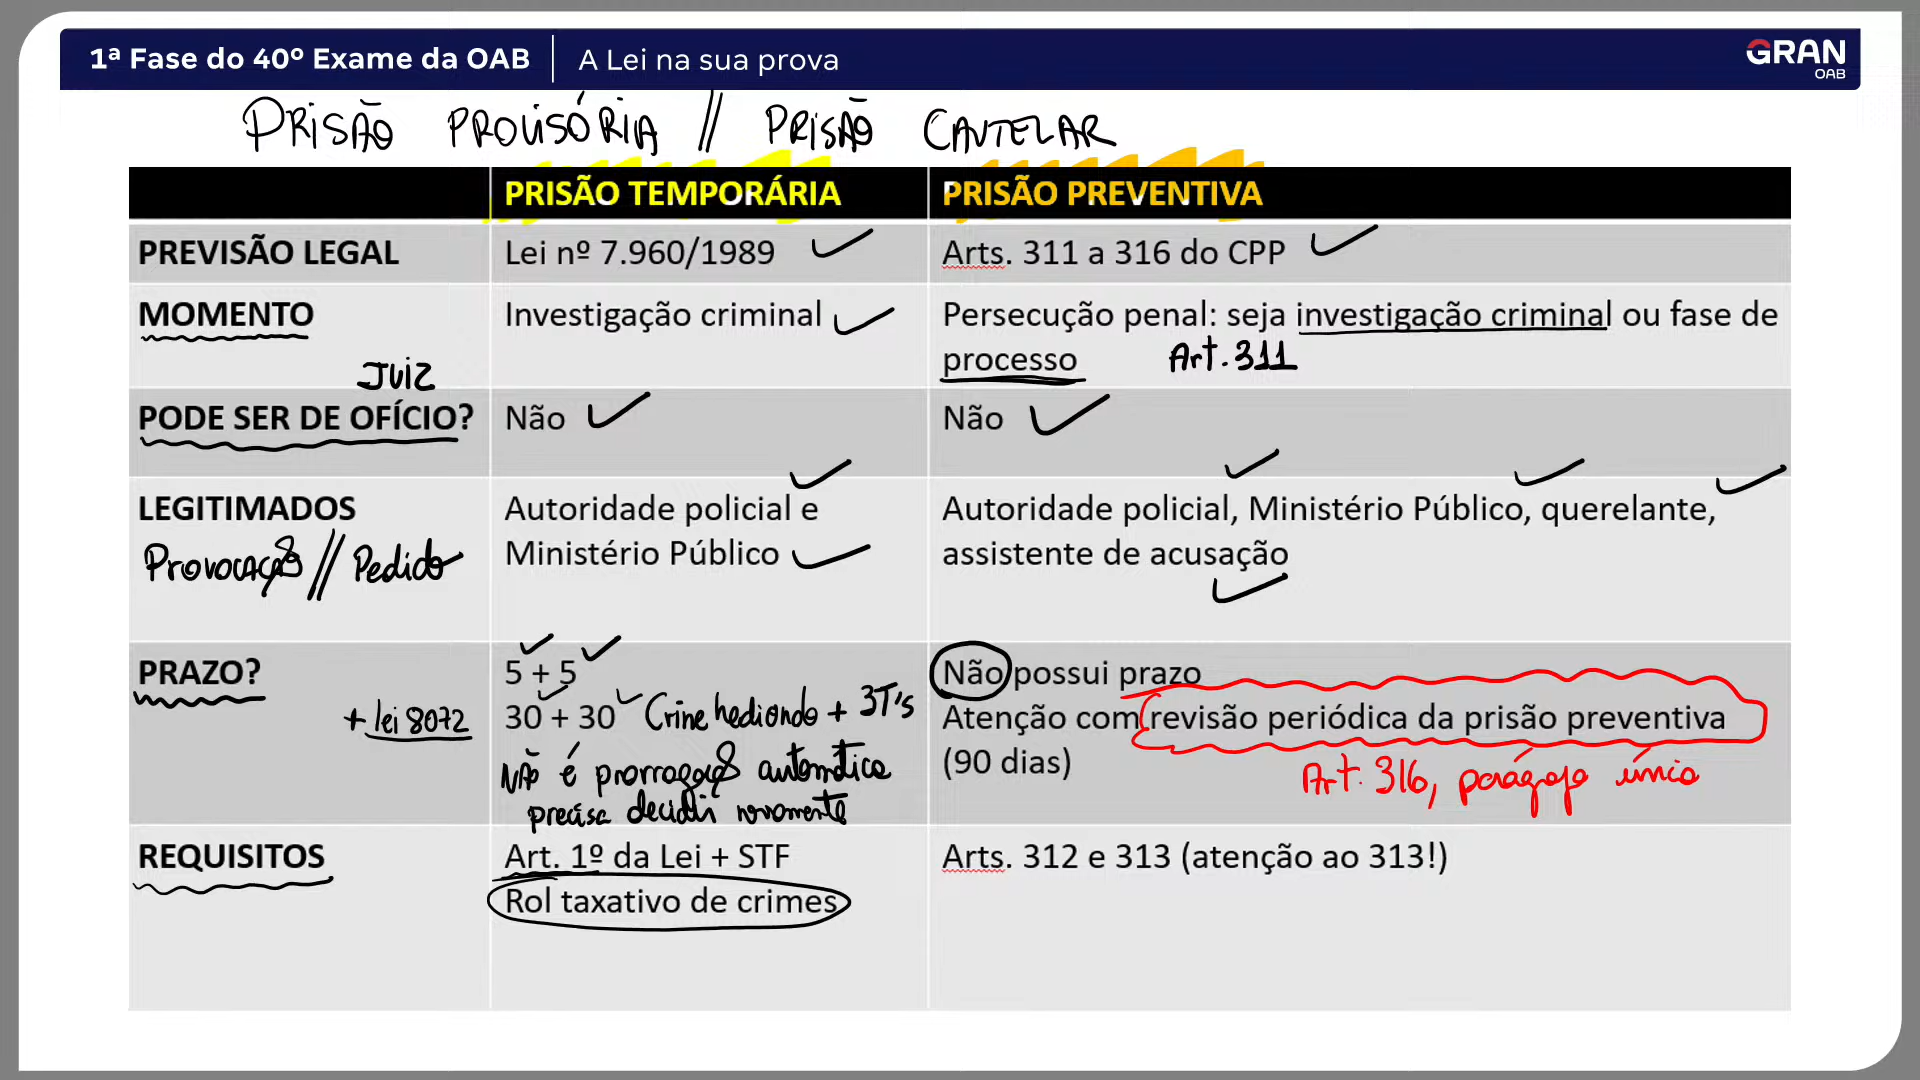 1ª Fase do 40º Exame da OAB | A Lei na sua prova
GRAN
OAB
PRISÃO PROVISÓRIA // PRISÃO CAUTELAR
PRISÃO TEMPORÁRIA PRISÃO PREVENTIVA
PREVISÃO LEGAL Lei nº 7.960/1989 Arts. 311 a 316 do CPP
MOMENTO Investigação criminal Persecução penal: seja investigação criminal ou fase de
processo Art. 311
Juiz
PODE SER DE OFÍCIO? Não Não
LEGITIMADOS Autoridade policial e Autoridade policial, Ministério Público, querelante,
Provocação // Pedido Ministério Público assistente de acusação
PRAZO? 5 + 5 Não possui prazo
+ lei 8072 30 + 30 Crime hediondo + 3T's Atenção com revisão periódica da prisão preventiva
Não é prorrogação automática (90 dias) Art. 316, parágrafo único
precisa decidir novamente
REQUISITOS Art. 1º da Lei + STF Arts. 312 e 313 (atenção ao 313!)
Rol taxativo de crimes